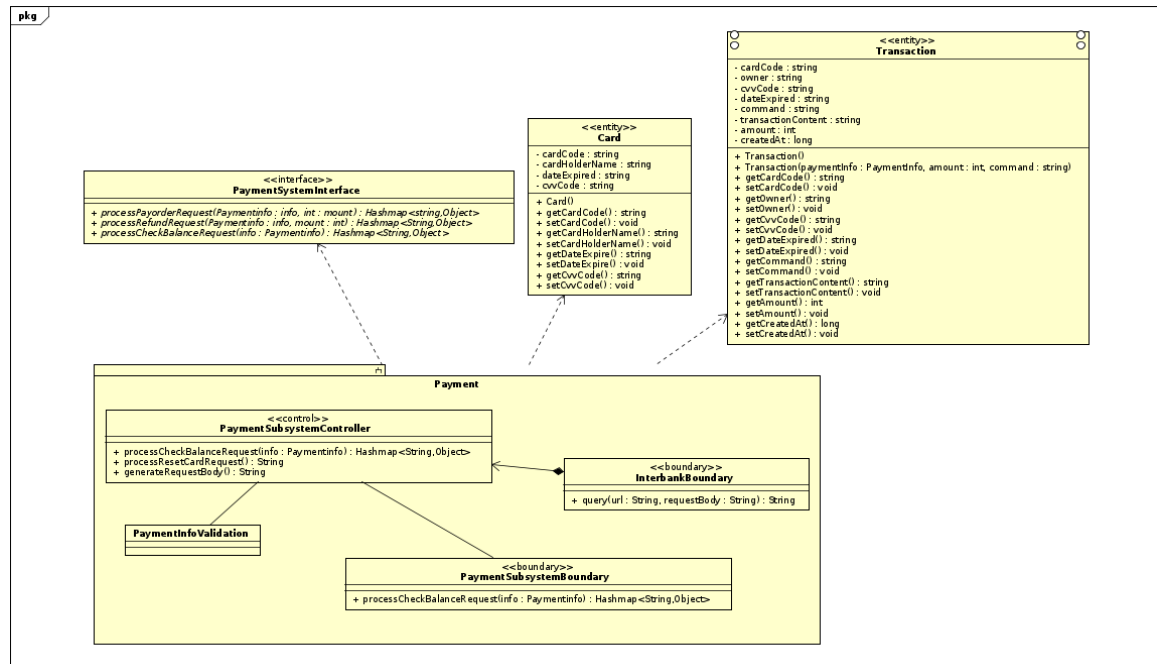 pkg
<<entity>>
Transaction
- cardCode : string
- owner : string
- cvvCode : string
- dateExpired : string
- command : string
- transactionContent : string
- amount : int
- createdAt : long
+ Transaction()
+ Transaction(paymentInfo : PaymentInfo, amount : int, command : string)
+ getCardCode() : string
+ setCardCode() : void
+ getOwner() : string
+ setOwner() : void
+ getCvvCode() : string
+ setCvvCode() : void
+ getDateExpired() : string
+ setDateExpired() : void
+ getCommand() : string
+ setCommand() : void
+ getTransactionContent() : string
+ setTransactionContent() : void
+ getAmount() : int
+ setAmount() : void
+ getCreatedAt() : long
+ setCreatedAt() : void
<<entity>>
Card
- cardCode : string
- cardHolderName : string
- dateExpired : string
- cvvCode : string
+ Card()
+ getCardCode() : string
+ setCardCode() : void
+ getCardHolderName() : string
+ setCardHolderName() : void
+ getDateExpire() : string
+ setDateExpire() : void
+ getCvvCode() : string
+ setCvvCode() : void
<<interface>>
PaymentSystemInterface
+ processPayorderRequest(Paymentinfo : info, int : mount) : Hashmap<string,Object>
+ processRefundRequest(Paymentinfo : info, mount : int) : Hashmap<String,Object>
+ processCheckBalanceRequest(info : Paymentinfo) : Hashmap<String,Object>
Payment
<<control>>
PaymentSubsystemController
+ processCheckBalanceRequest(info : Paymentinfo) : Hashmap<String,Object>
+ processResetCardRequest() : String
+ generateRequestBody() : String
<<boundary>>
InterbankBoundary
+ query(url : String, requestBody : String) : String
PaymentInfoValidation
<<boundary>>
PaymentSubsystemBoundary
+ processCheckBalanceRequest(info : Paymentinfo) : Hashmap<String,Object>